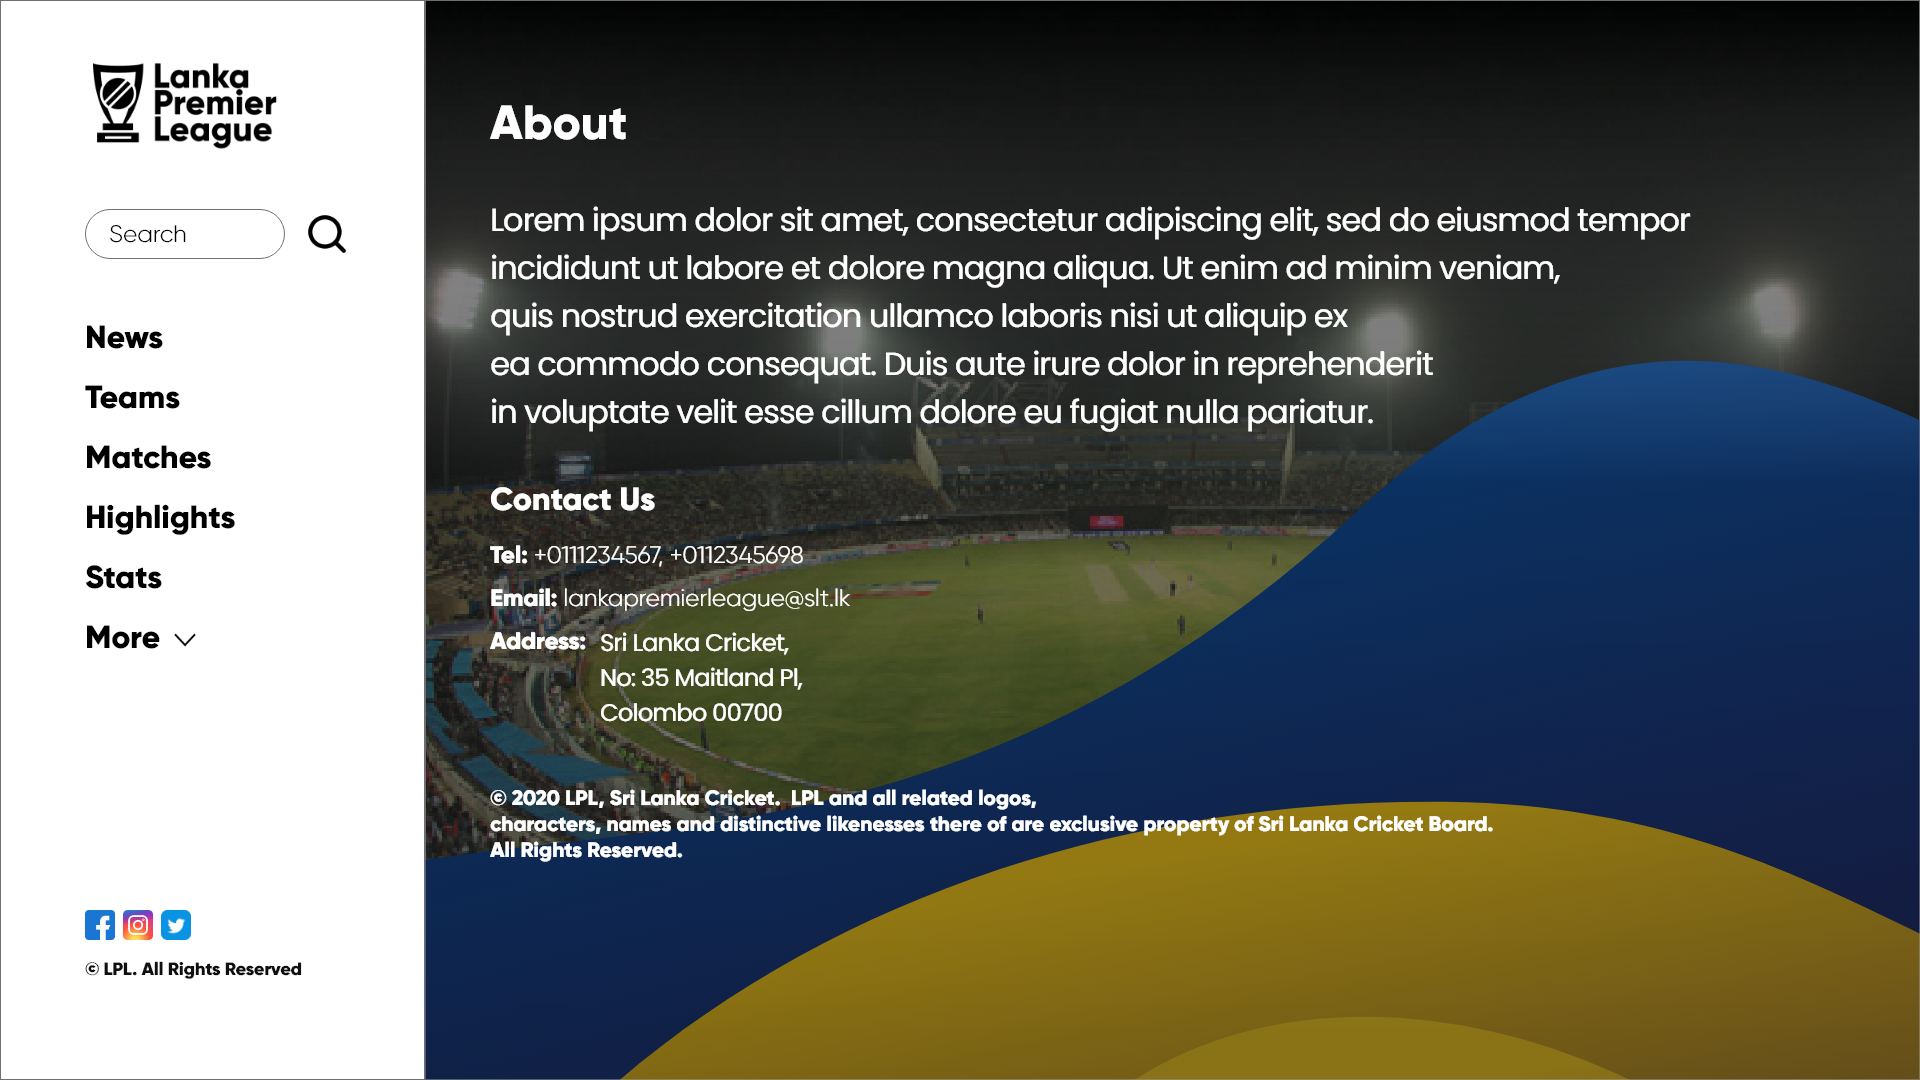 Lanka
Premier
League
Search
News
Teams
Matches
Highlights
Stats
More
© LPL. All Rights Reserved
About
Lorem ipsum dolor sit amet, consectetur adipiscing elit, sed do eiusmod tempor
incididunt ut labore et dolore magna aliqua. Ut enim ad minim veniam,
quis nostrud exercitation ullamco laboris nisi ut aliquip ex
ea commodo consequat. Duis aute irure dolor in reprehenderit
in voluptate velit esse cillum dolore eu fugiat nulla pariatur.
Contact Us
Tel: +0111234567, +0112345698
Email: lankapremierleague@slt.lk
Address: Sri Lanka Cricket,
No: 35 Maitland Pl,
Colombo 00700
© 2020 LPL, Sri Lanka Cricket.  LPL and all related logos,
characters, names and distinctive likenesses there of are exclusive property of Sri Lanka Cricket Board.
All Rights Reserved.